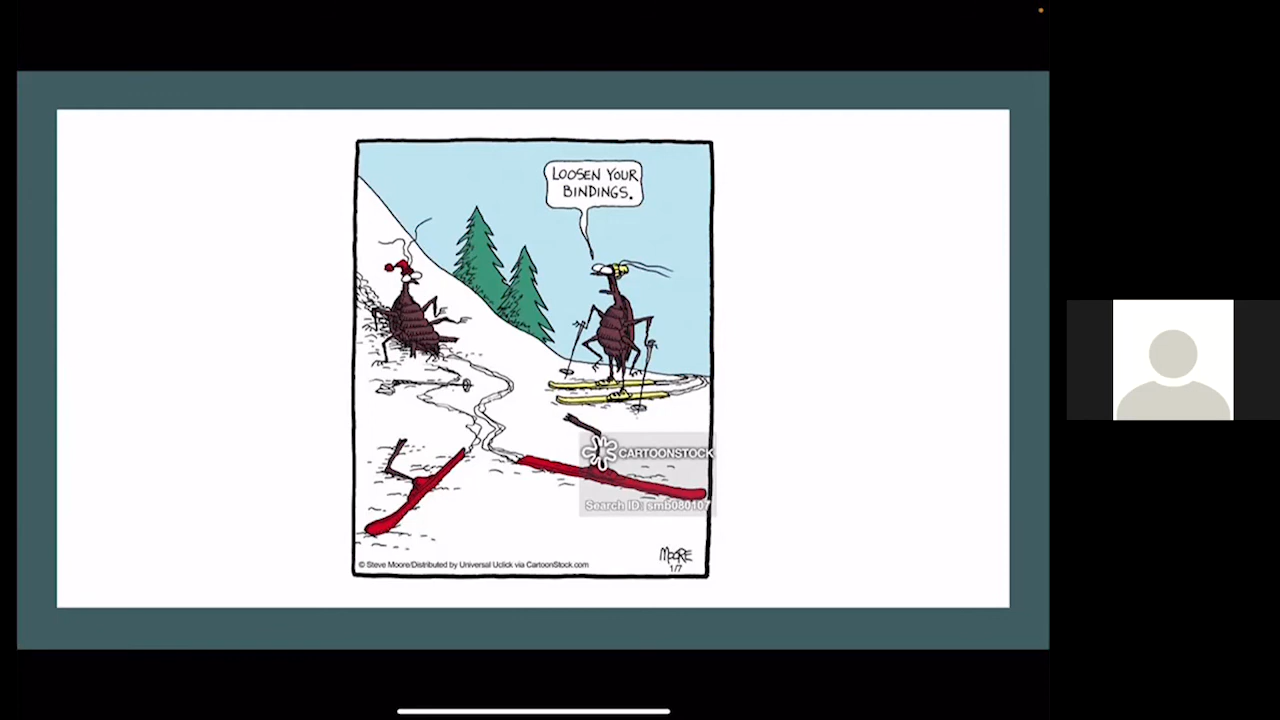 LOOSEN YOUR
BINDINGS.
CARTOONSTOCK
Search ID: smb080107
MOORE
1/7
© Steve Moore/Distributed by Universal Uclick via CartoonStock.com